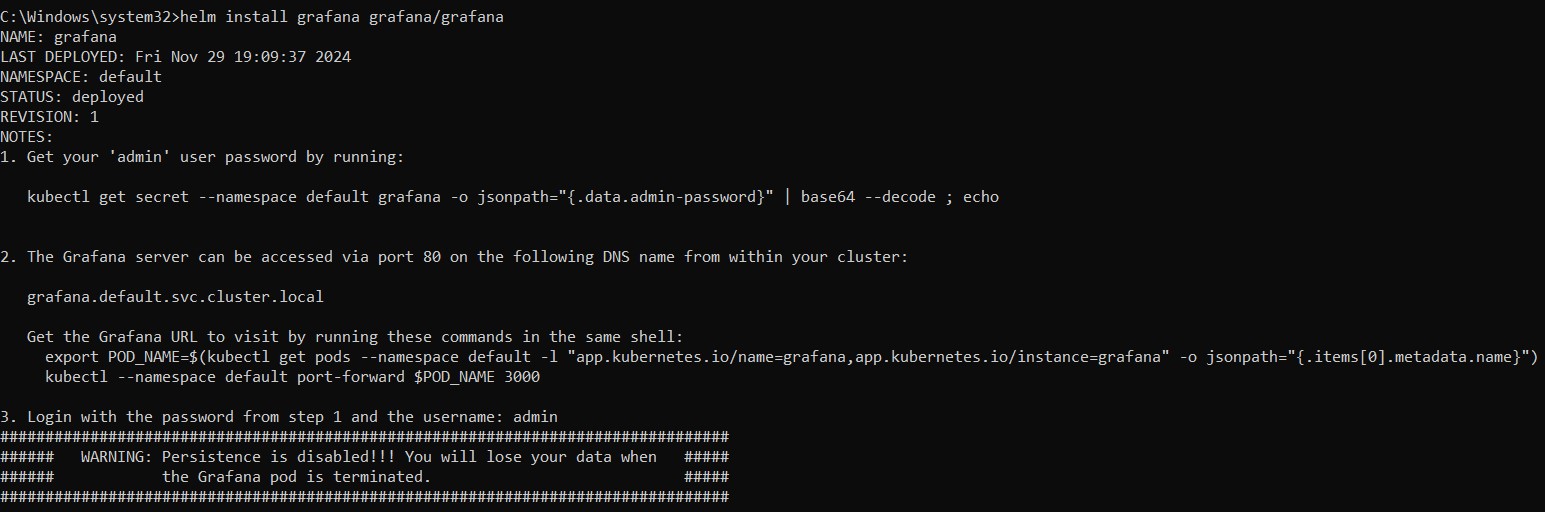 C:\Windows\system32>helm install grafana grafana/grafana
NAME: grafana
LAST DEPLOYED: Fri Nov 29 19:09:37 2024
NAMESPACE: default
STATUS: deployed
REVISION: 1
NOTES:
1. Get your 'admin' user password by running:
   kubectl get secret --namespace default grafana -o jsonpath="{.data.admin-password}" | base64 --decode ; echo
2. The Grafana server can be accessed via port 80 on the following DNS name from within your cluster:
   grafana.default.svc.cluster.local
   Get the Grafana URL to visit by running these commands in the same shell:
     export POD_NAME=$(kubectl get pods --namespace default -l "app.kubernetes.io/name=grafana,app.kubernetes.io/instance=grafana" -o jsonpath="{.items[0].metadata.name}")
     kubectl --namespace default port-forward $POD_NAME 3000
3. Login with the password from step 1 and the username: admin
#################################################################################
######   WARNING: Persistence is disabled!!! You will lose your data when   #####
######            the Grafana pod is terminated.                            #####
#################################################################################